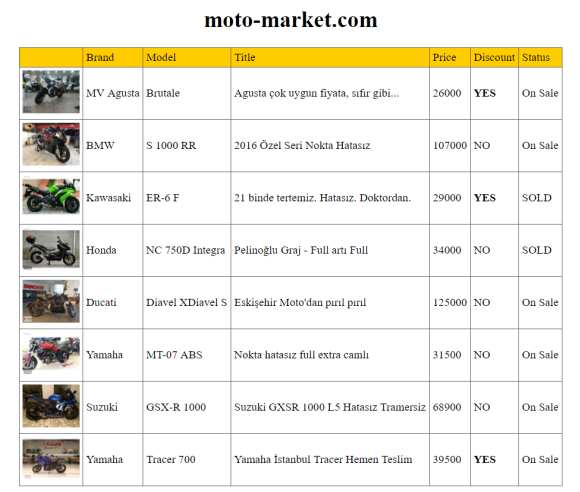 moto-market.com
Brand Model Title Price Discount Status
MV Agusta Brutale Agusta çok uygun fiyata, sıfır gibi... 26000 YES On Sale
BMW S 1000 RR 2016 Özel Seri Nokta Hatasız 107000 NO On Sale
Kawasaki ER-6 F 21 binde tertemiz. Hatasız. Doktordan. 29000 YES SOLD
Honda NC 750D Integra Pelinoğlu Graj - Full artı Full 34000 NO SOLD
Ducati Diavel XDiavel S Eskişehir Moto'dan pırıl pırıl 125000 NO On Sale
Yamaha MT-07 ABS Nokta hatasız full extra camlı 31500 NO On Sale
Suzuki GSX-R 1000 Suzuki GXSR 1000 L5 Hatasız Tramersiz 68900 NO On Sale
Yamaha Tracer 700 Yamaha İstanbul Tracer Hemen Teslim 39500 YES On Sale